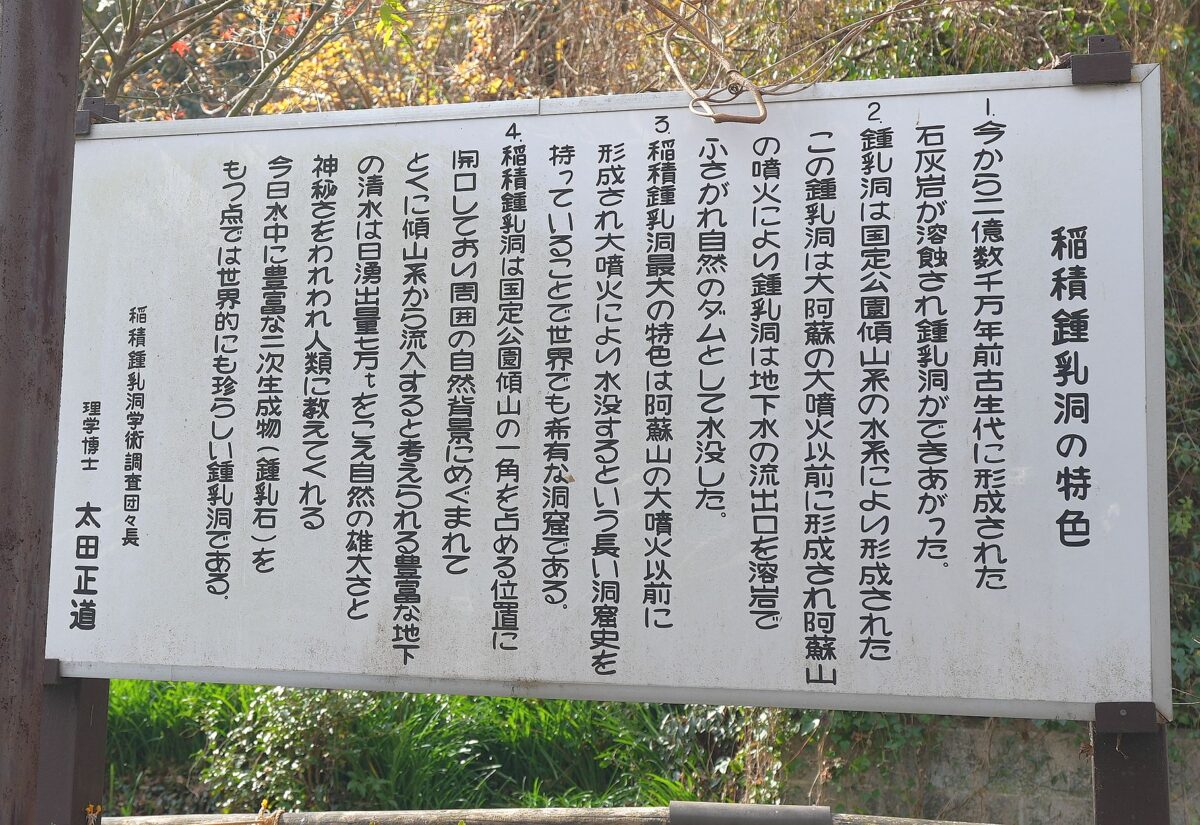 稲積鍾乳洞の特色
1.今から二億数千万年前古生代に形成された
石灰岩が溶蝕され鍾乳洞ができあがった。
2.鍾乳洞は国定公園傾山系の水系により形成された
この鍾乳洞は大阿蘇の大噴火以前に形成され阿蘇山
の噴火により鍾乳洞は地下水の流出口を溶岩で
ふさがれ自然のダムとして水没した。
3.稲積鍾乳洞最大の特色は阿蘇山の大噴火以前に
形成され大噴火により水没するという長い洞窟史を
持っていることで世界でも希有な洞窟である。
4.稲積鍾乳洞は国定公園傾山の一角を占める位置に
開口しており周囲の自然背景にめぐまれて
とくに傾山系から流入すると考えられる豊富な地下
の清水は日湧出量七万tをこえ自然の雄大さと
神秘さをわれわれ人類に教えてくれる
今日水中に豊富な二次生成物(鍾乳石)を
もつ点では世界的にも珍らしい鍾乳洞である。
稲積鍾乳洞学術調査団々長
理学博士 太田正道